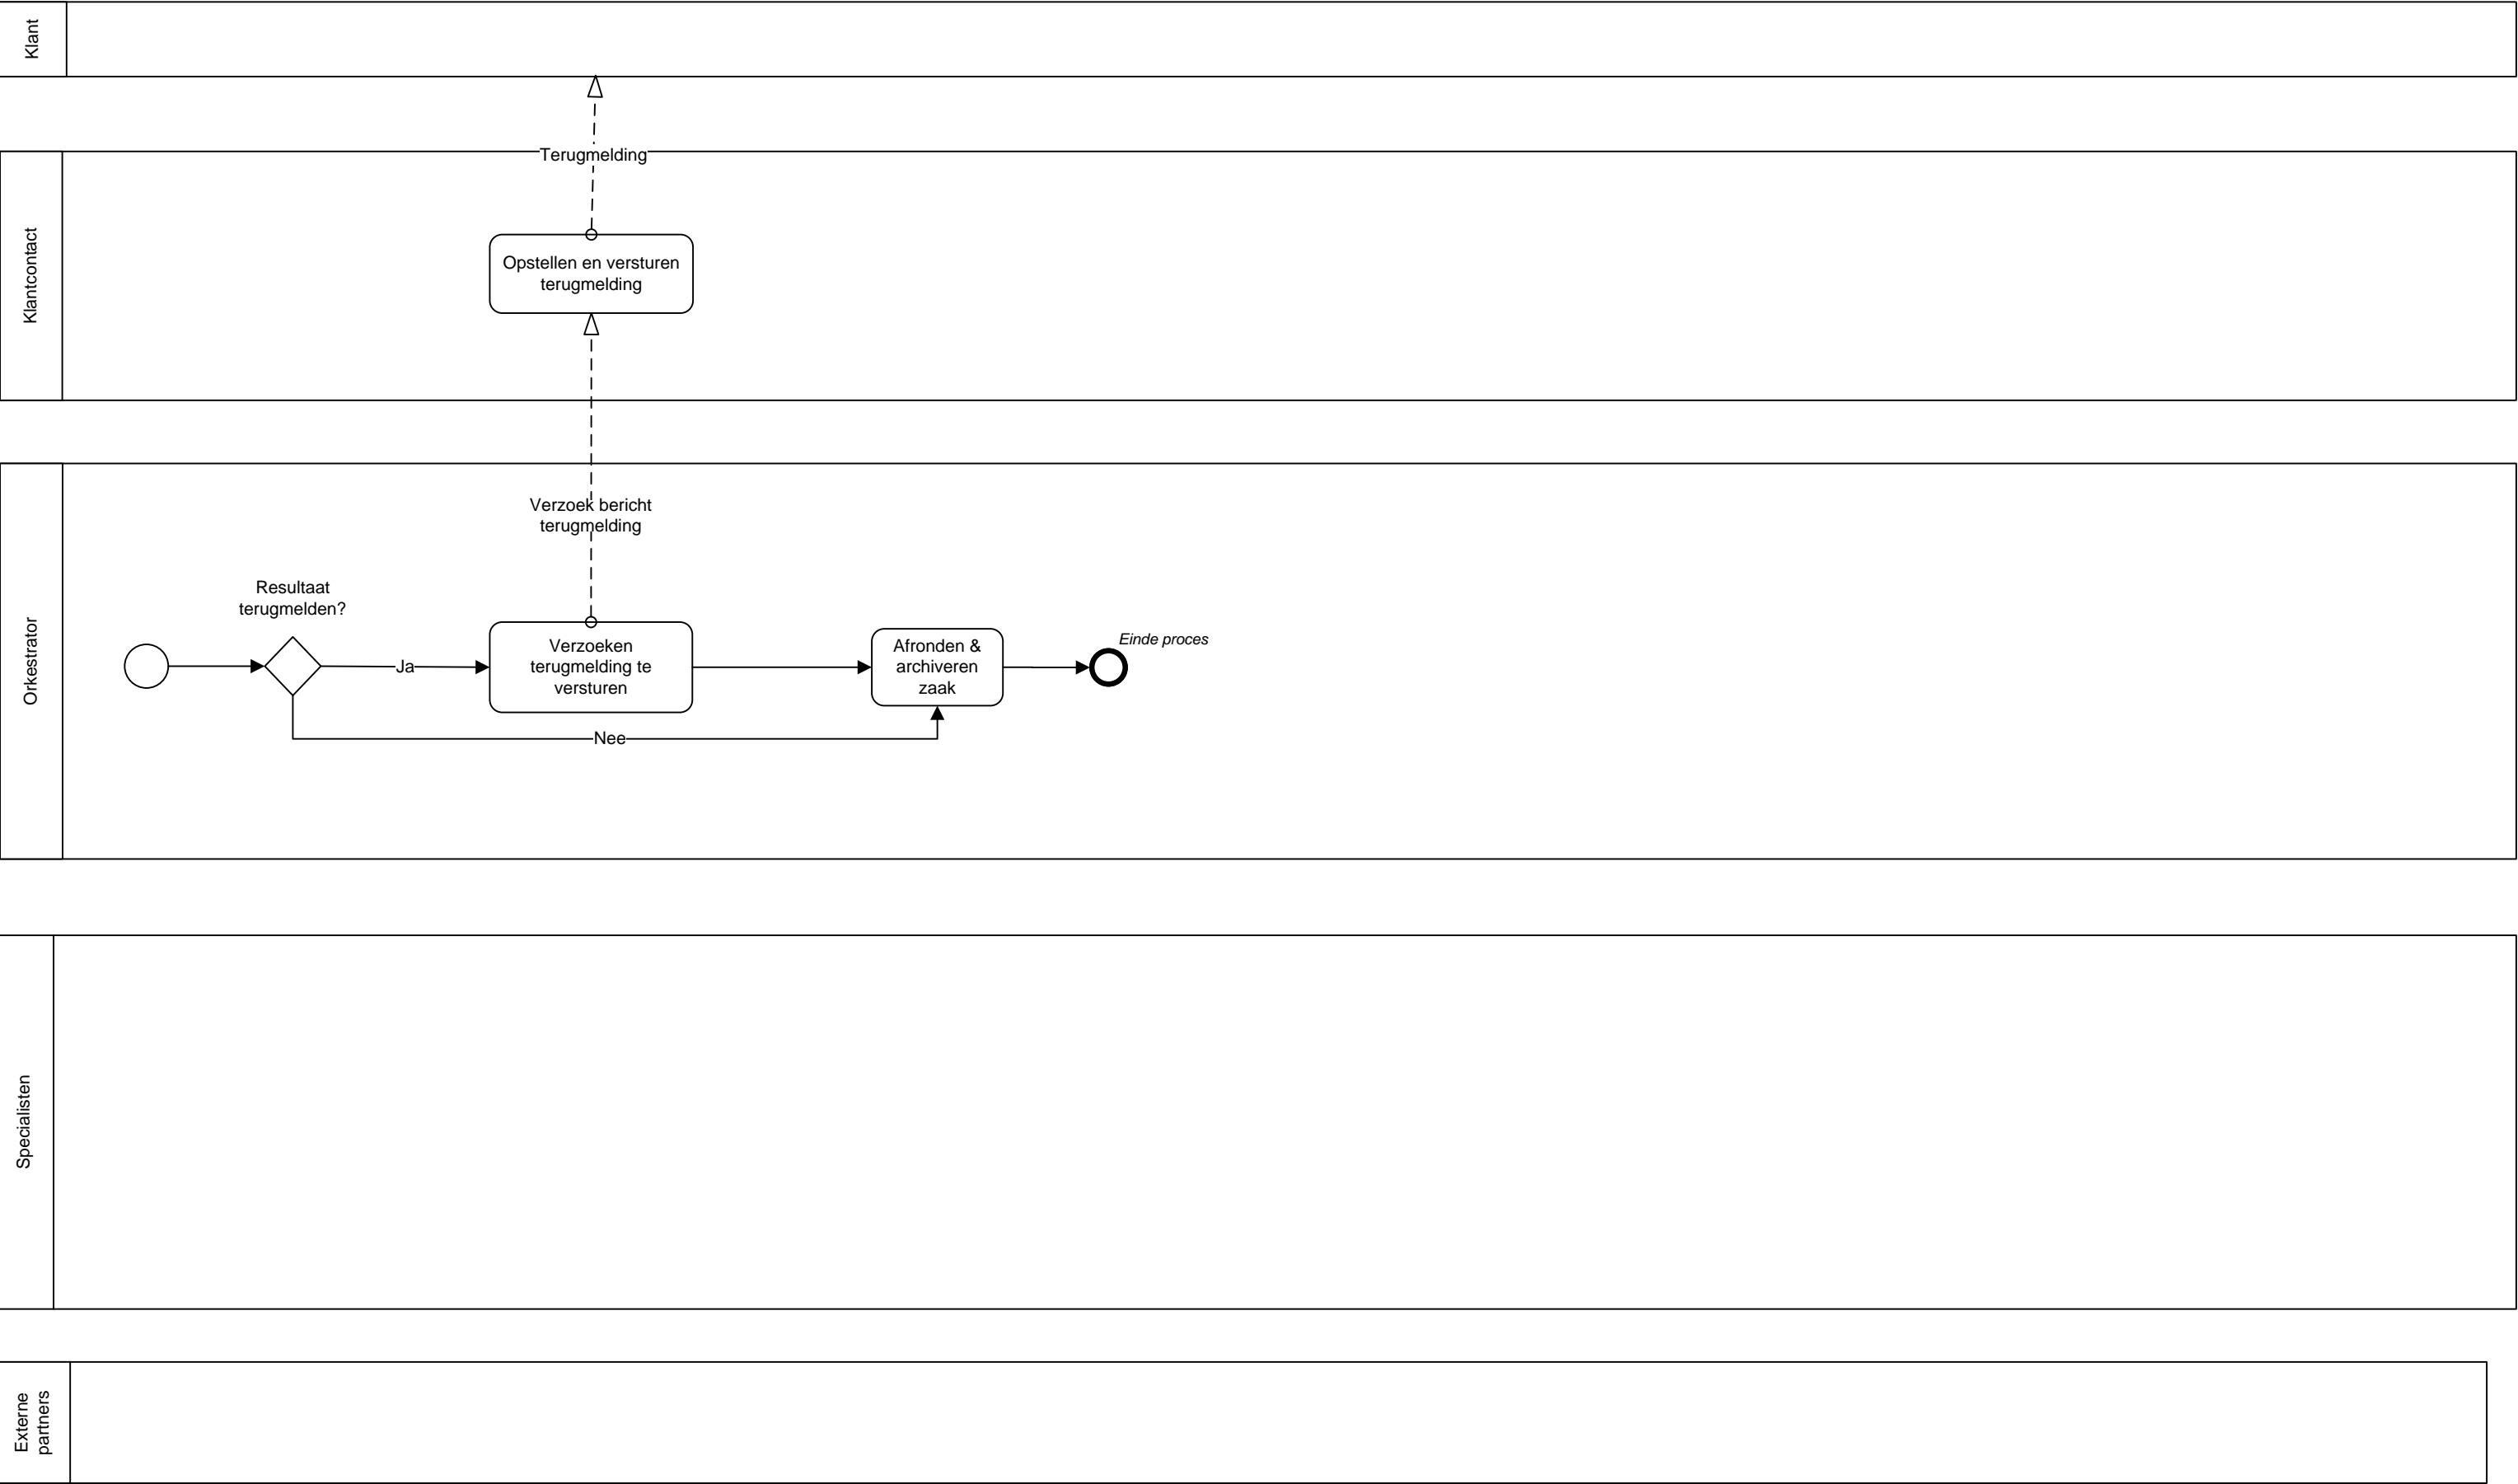 Klant
Terugmelding
Klantcontact
Opstellen en versturen
terugmelding
Verzoek bericht
terugmelding
Orkestrator
Resultaat
terugmelden?
Ja
Verzoeken
terugmelding te
versturen
Afronden &
archiveren
zaak
Einde proces
Nee
Specialisten
Externe
partners